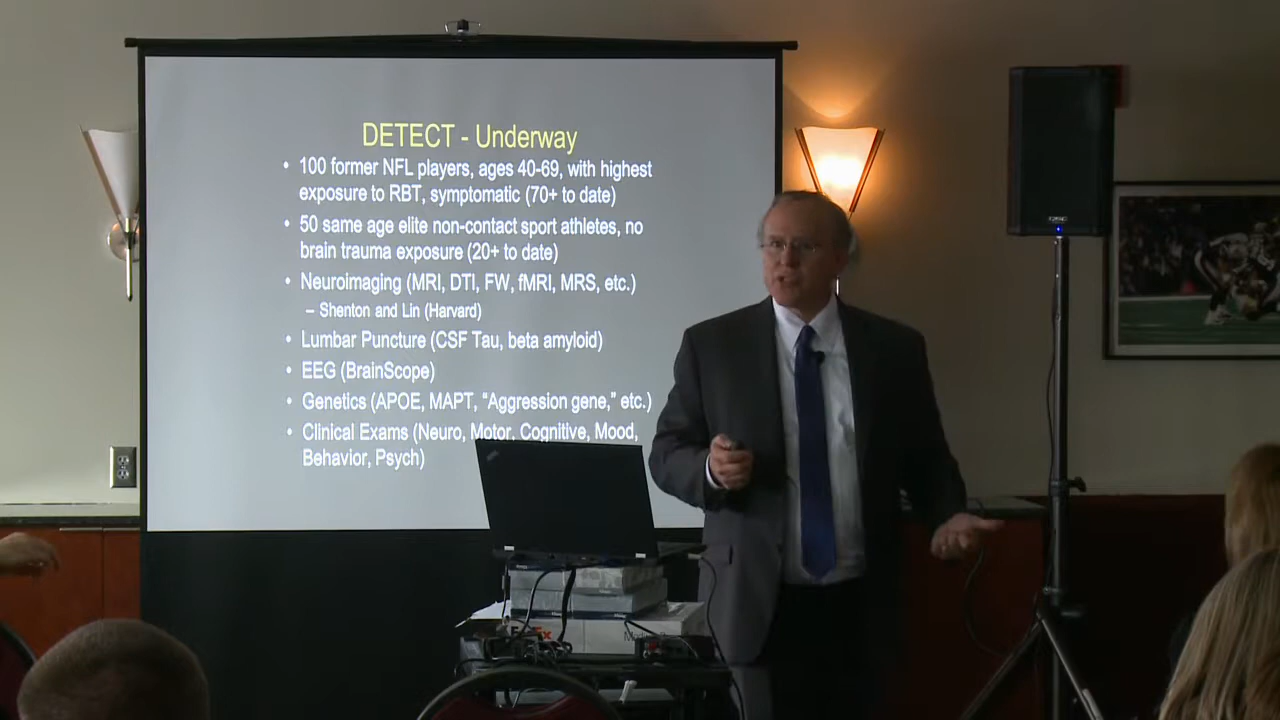 DETECT - Underway
• 100 former NFL players, ages 40-69, with highest
exposure to RBT, symptomatic (70+ to date)
• 50 same age elite non-contact sport athletes, no
brain trauma exposure (20+ to date)
• Neuroimaging (MRI, DTI, FW, fMRI, MRS, etc.)
– Shenton and Lin (Harvard)
• Lumbar Puncture (CSF Tau, beta amyloid)
• EEG (BrainScope)
• Genetics (APOE, MAPT, “Aggression gene,” etc.)
• Clinical Exams (Neuro, Motor, Cognitive, Mood,
Behavior, Psych)
QSC
FedEx